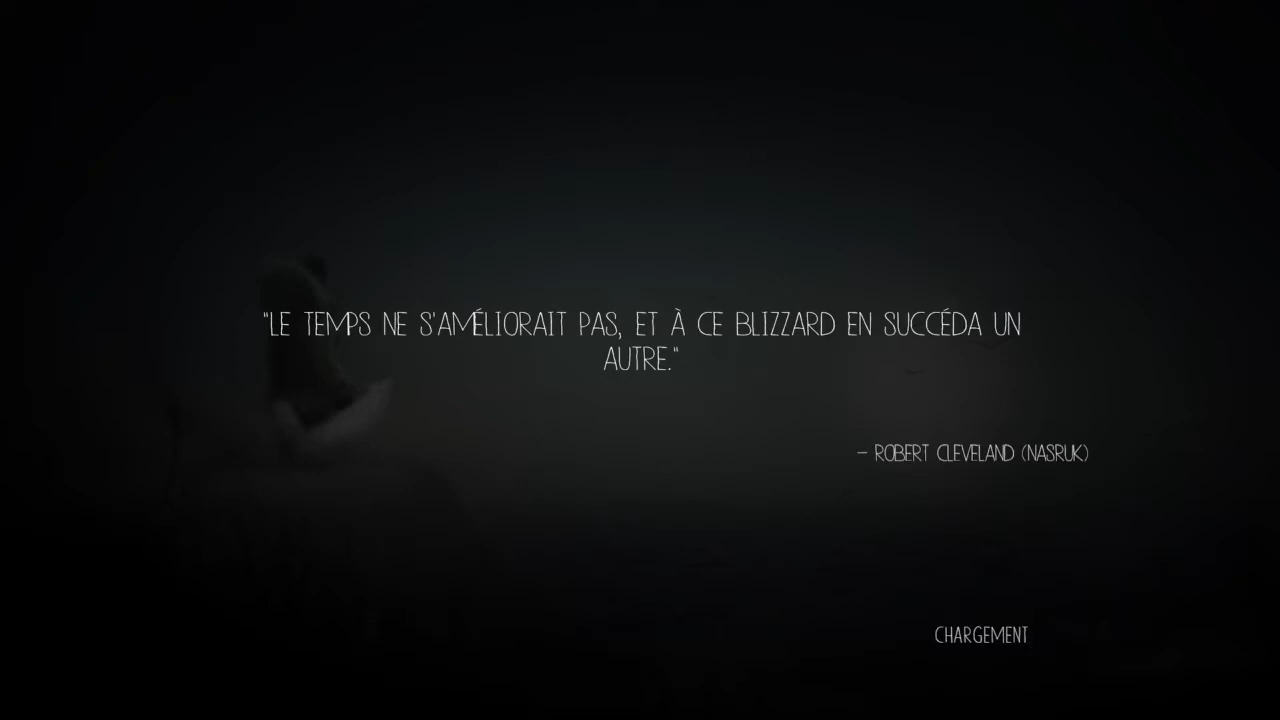 "LE TEMPS NE S'AMÉLIORAIT PAS, ET À CE BLIZZARD EN SUCCÉDA UN
AUTRE."
– ROBERT CLEVELAND (NASRUK)
CHARGEMENT